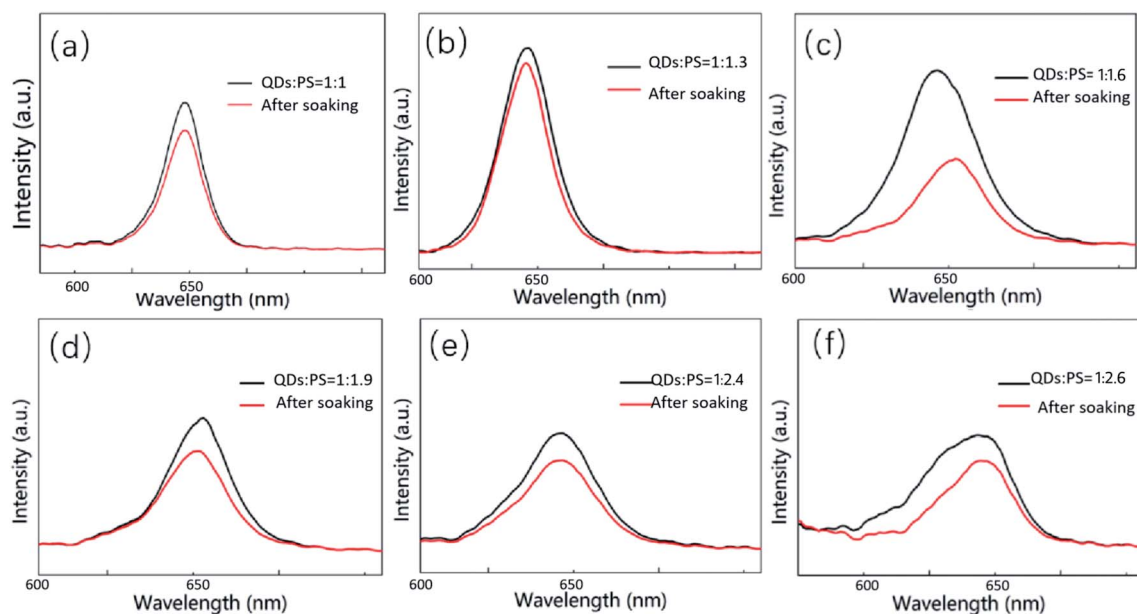 (a)
QDs:PS=1:1
After soaking
Intensity (a.u.)
600
650
Wavelength (nm)
(b)
QDs:PS=1:1.3
After soaking
Intensity (a.u.)
600
650
Wavelength (nm)
(c)
QDs:PS= 1:1.6
After soaking
Intensity (a.u.)
600
650
Wavelength (nm)
(d)
QDs:PS=1:1.9
After soaking
Intensity (a.u.)
600
650
Wavelength (nm)
(e)
QDs:PS=1:2.4
After soaking
Intensity (a.u.)
600
650
Wavelength (nm)
(f)
QDs:PS= 1:2.6
After soaking
Intensity (a.u.)
600
650
Wavelength (nm)